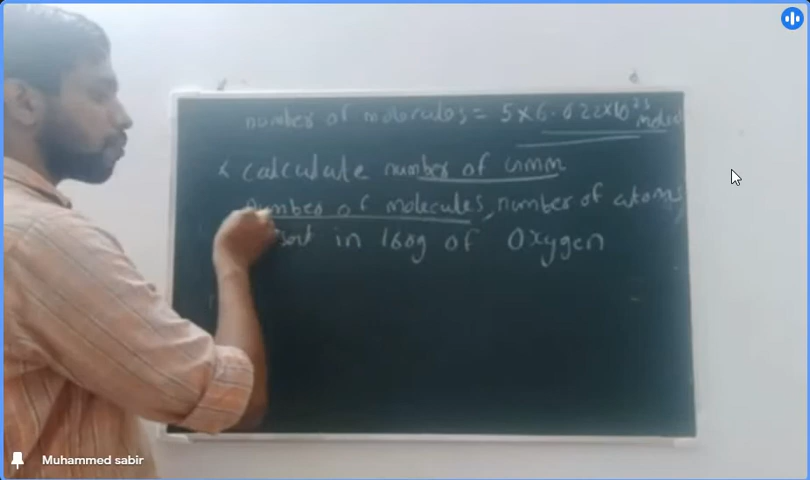 number of molecules = 5×6.022×10²³
* calculate number of GMM
number of molecules, number of atoms
in 160g of Oxygen
Muhammed sabir